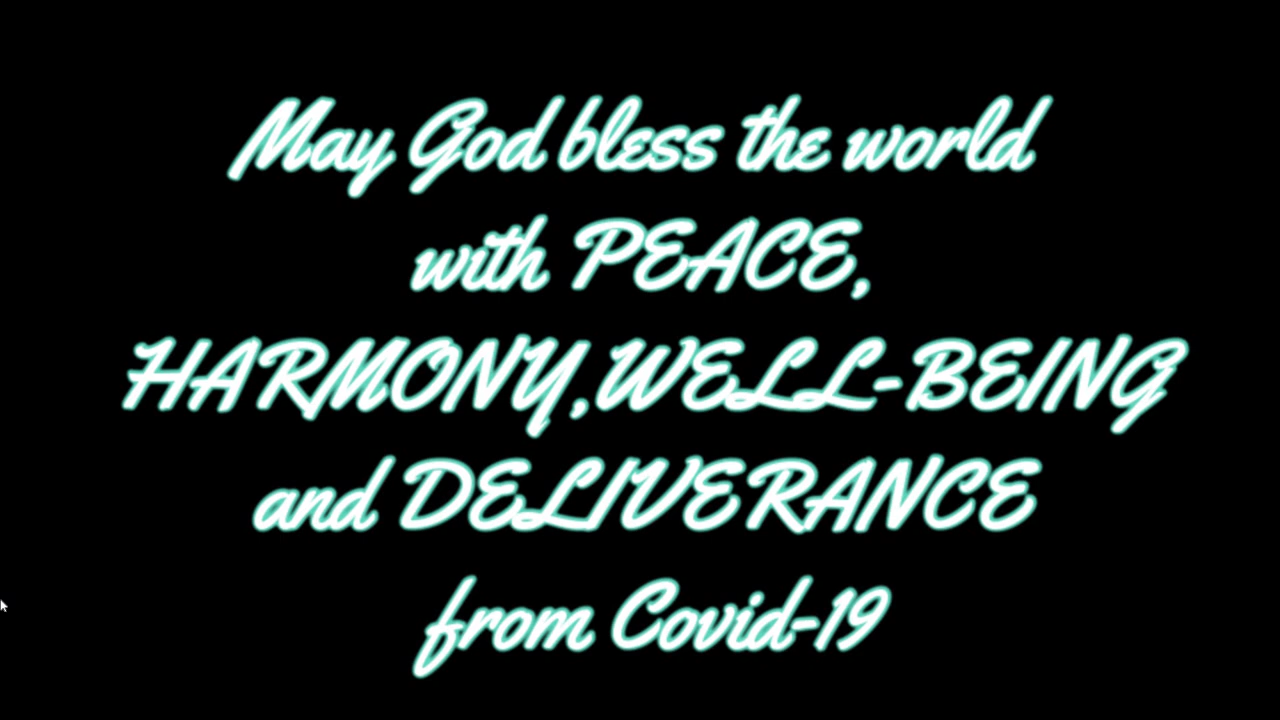 May God bless the world
with PEACE,
HARMONY,WELL-BEING
and DELIVERANCE
from Covid-19